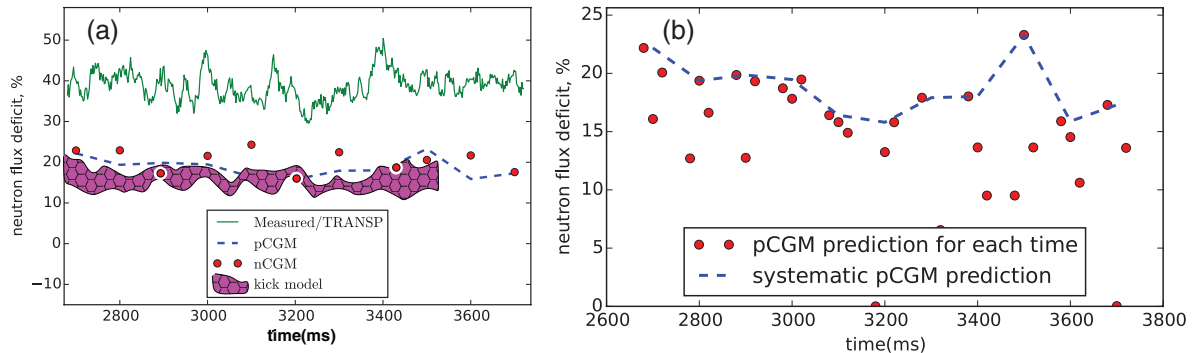 (a)
neutron flux deficit, %
50
40
30
20
10
0
−10
Measured/TRANSP
pCGM
nCGM
kick model
2800 3000 3200 3400 3600
time(ms)
(b)
neutron flux deficit, %
25
20
15
10
5
0
pCGM prediction for each time
systematic pCGM prediction
2600 2800 3000 3200 3400 3600 3800
time(ms)